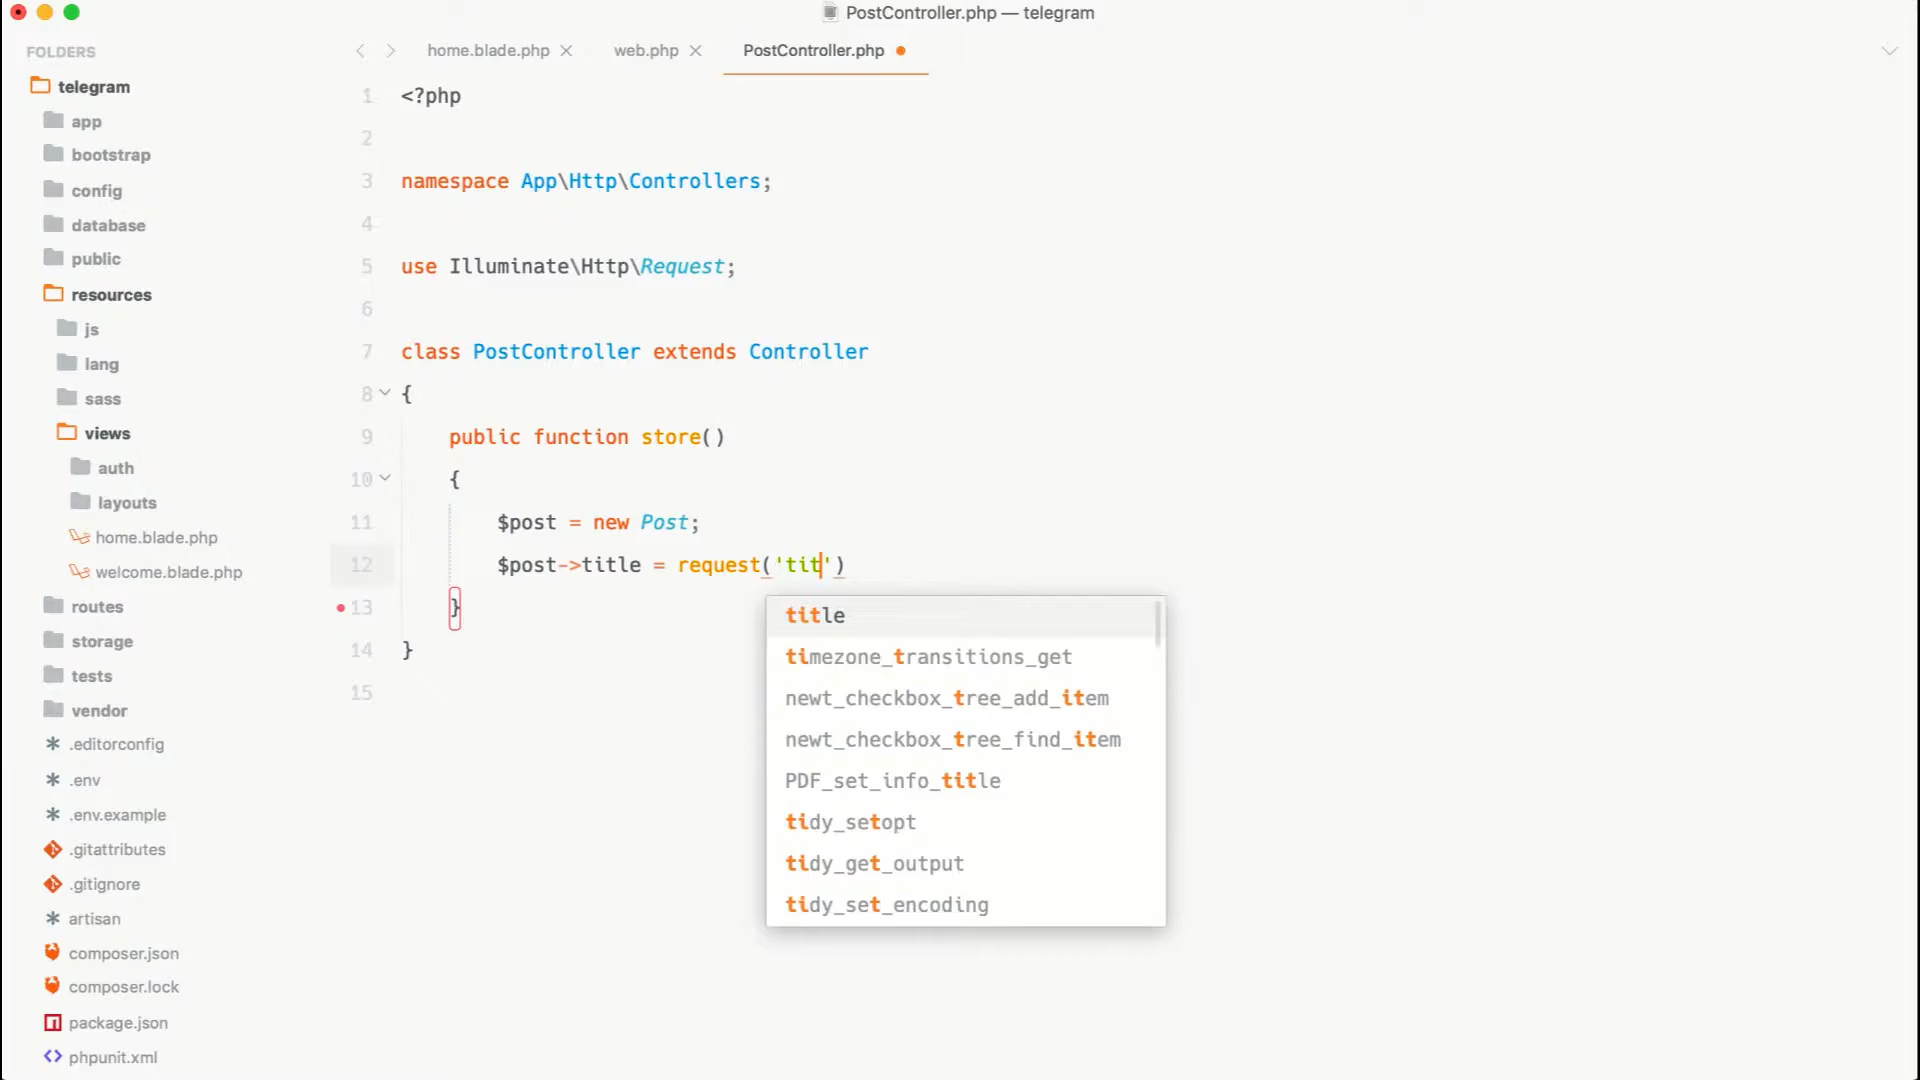 PostController.php — telegram
FOLDERS
telegram
app
bootstrap
config
database
public
resources
js
lang
sass
views
auth
layouts
home.blade.php
welcome.blade.php
routes
storage
tests
vendor
.editorconfig
.env
.env.example
.gitattributes
.gitignore
artisan
composer.json
composer.lock
package.json
phpunit.xml
home.blade.php
web.php
PostController.php
1 <?php
2
3 namespace App\Http\Controllers;
4
5 use Illuminate\Http\Request;
6
7 class PostController extends Controller
8 {
9 public function store()
10 {
11 $post = new Post;
12 $post->title = request('tit')
13 }
14 }
15
title
timezone_transitions_get
newt_checkbox_tree_add_item
newt_checkbox_tree_find_item
PDF_set_info_title
tidy_setopt
tidy_get_output
tidy_set_encoding